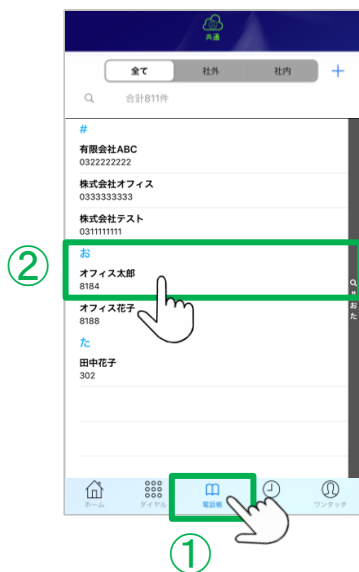 共通
全て 社外 社内 +
合計811件
#
有限会社ABC
0322222222
株式会社オフィス
0333333333
株式会社テスト
0311111111
②
お
オフィス太郎
8184
オフィス花子
8188
た
田中花子
302
#
お
た
ホーム ダイヤル 電話帳 ワンタッチ
①